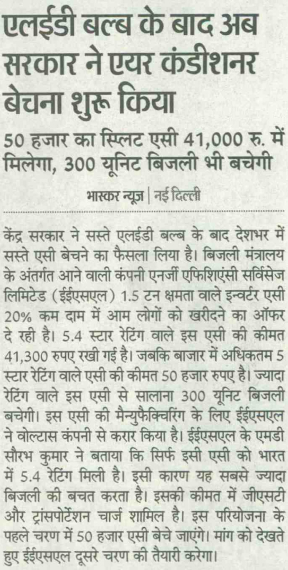 एलईडी बल्ब के बाद अब
सरकार ने एयर कंडीशनर
बेचना शुरू किया
50 हजार का स्प्लिट एसी 41,000 रु. में
मिलेगा, 300 यूनिट बिजली भी बचेगी
भास्कर न्यूज | नई दिल्ली
केंद्र सरकार ने सस्ते एलईडी बल्ब के बाद देशभर में
सस्ते एसी बेचने का फैसला लिया है। बिजली मंत्रालय
के अंतर्गत आने वाली कंपनी एनर्जी एफिशिएंसी सर्विसेज
लिमिटेड (ईईएसएल) 1.5 टन क्षमता वाले इन्वर्टर एसी
20% कम दाम में आम लोगों को खरीदने का ऑफर
दे रही है। 5.4 स्टार रेटिंग वाले इस एसी की कीमत
41,300 रुपए रखी गई है। जबकि बाजार में अधिकतम 5
स्टार रेटिंग वाले एसी की कीमत 50 हजार रुपए है। ज्यादा
रेटिंग वाले इस एसी से सालाना 300 यूनिट बिजली
बचेगी। इस एसी की मैन्युफैक्चरिंग के लिए ईईएसएल
ने वोल्टास कंपनी से करार किया है। ईईएसएल के एमडी
सौरभ कुमार ने बताया कि सिर्फ इसी एसी को भारत
में 5.4 रेटिंग मिली है। इसी कारण यह सबसे ज्यादा
बिजली की बचत करता है। इसकी कीमत में जीएसटी
और ट्रांसपोर्टेशन चार्ज शामिल है। इस परियोजना के
पहले चरण में 50 हजार एसी बेचे जाएंगे। मांग को देखते
हुए ईईएसएल दूसरे चरण की तैयारी करेगा।